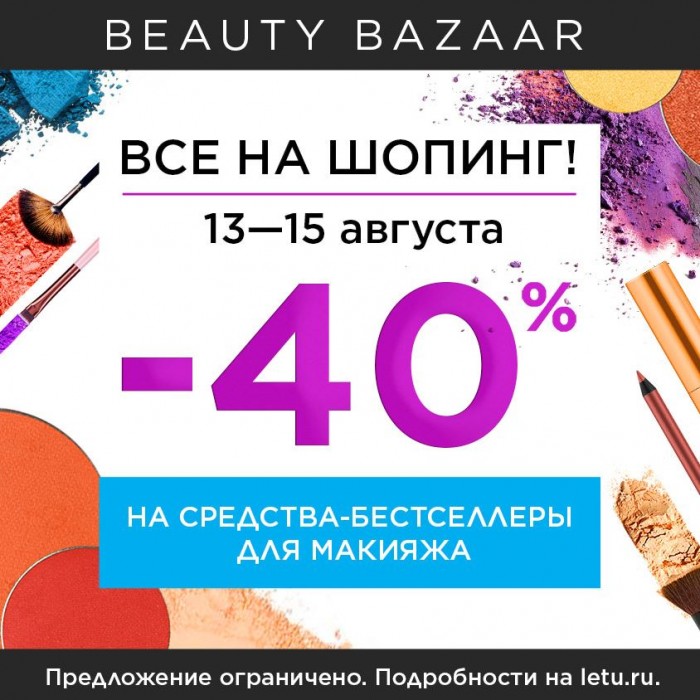 BEAUTY BAZAAR
ВСЕ НА ШОПИНГ!
13—15 августа
-40%
НА СРЕДСТВА-БЕСТСЕЛЛЕРЫ
ДЛЯ МАКИЯЖА
Предложение ограничено. Подробности на letu.ru.